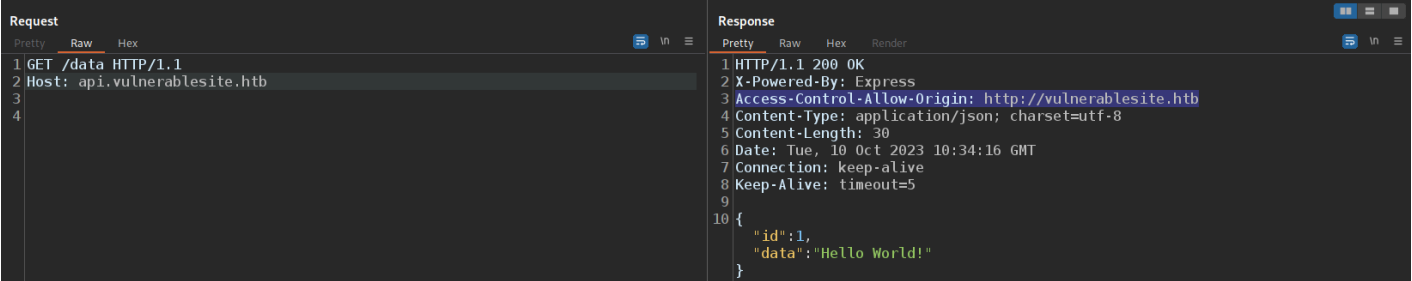 Request
Pretty Raw Hex \n
1 GET /data HTTP/1.1
2 Host: api.vulnerablesite.htb
3
4
Response
Pretty Raw Hex Render \n
1 HTTP/1.1 200 OK
2 X-Powered-By: Express
3 Access-Control-Allow-Origin: http://vulnerablesite.htb
4 Content-Type: application/json; charset=utf-8
5 Content-Length: 30
6 Date: Tue, 10 Oct 2023 10:34:16 GMT
7 Connection: keep-alive
8 Keep-Alive: timeout=5
9
10 {
"id":1,
"data":"Hello World!"
}